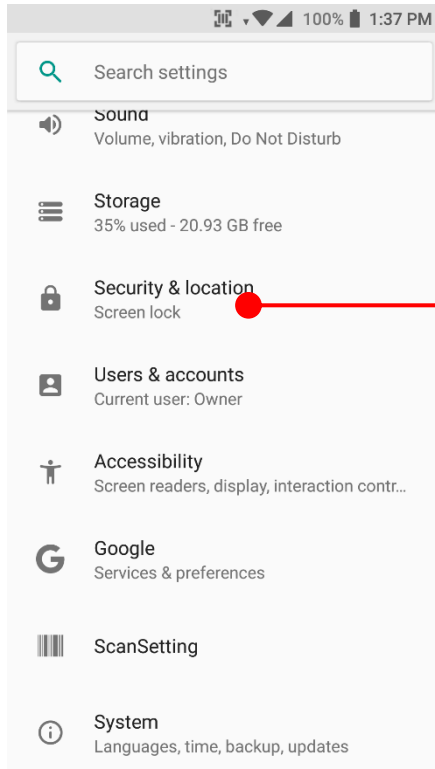 100% 1:37 PM
Search settings
Sound
Volume, vibration, Do Not Disturb
Storage
35% used - 20.93 GB free
Security & location
Screen lock
Users & accounts
Current user: Owner
Accessibility
Screen readers, display, interaction contr...
Google
Services & preferences
ScanSetting
System
Languages, time, backup, updates